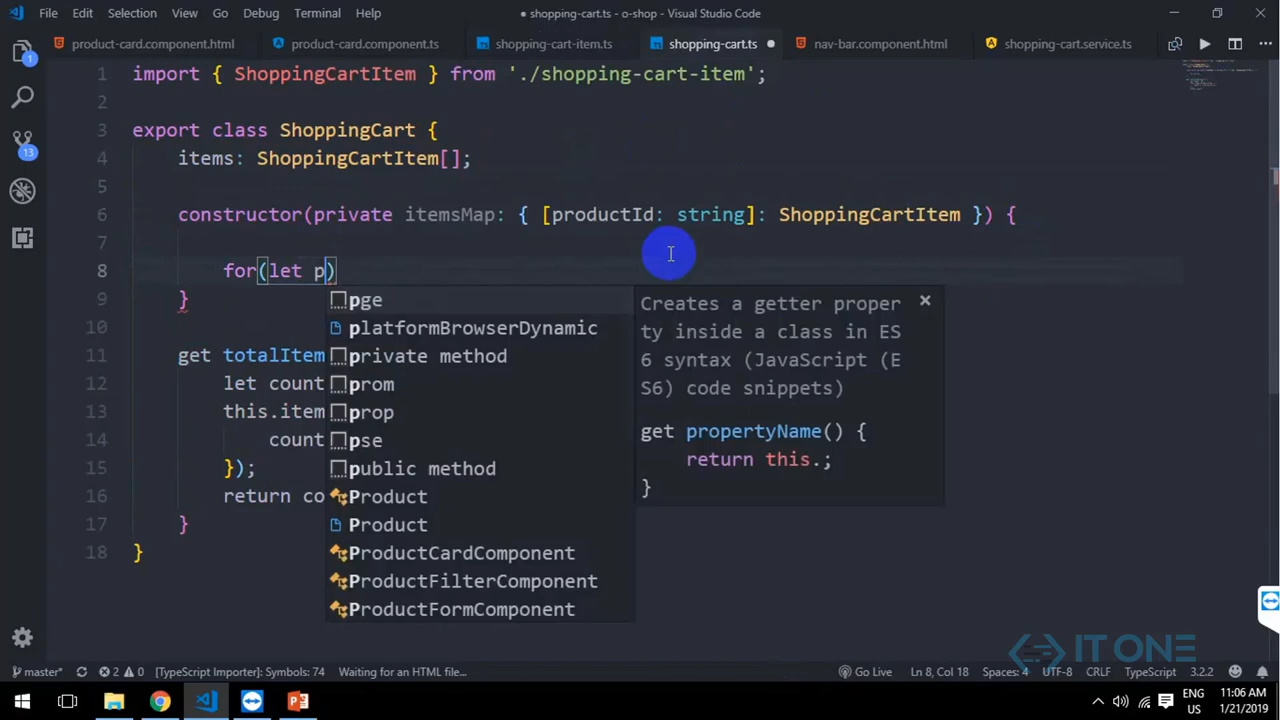 File Edit Selection View Go Debug Terminal Help
● shopping-cart.ts - o-shop - Visual Studio Code
product-card.component.html
product-card.component.ts
shopping-cart-item.ts
shopping-cart.ts
nav-bar.component.html
shopping-cart.service.ts
1
13
1 import { ShoppingCartItem } from './shopping-cart-item';
2
3 export class ShoppingCart {
4 items: ShoppingCartItem[];
5
6 constructor(private itemsMap: { [productId: string]: ShoppingCartItem }) {
7
8 for(let p)
9 }
10
11 get totalItem
12 let count
13 this.item
14 count
15 });
16 return co
17 }
18 }
pge
platformBrowserDynamic
private method
prom
prop
pse
public method
Product
Product
ProductCardComponent
ProductFilterComponent
ProductFormComponent
Creates a getter proper
ty inside a class in ES
6 syntax (JavaScript (E
S6) code snippets)
get propertyName() {
return this.;
}
IT ONE
master* 2 0 [TypeScript Importer]: Symbols: 74 Waiting for an HTML file... Go Live Ln 8, Col 18 Spaces: 4 UTF-8 CRLF TypeScript 3.2.2
ENG
US
11:06 AM
1/21/2019